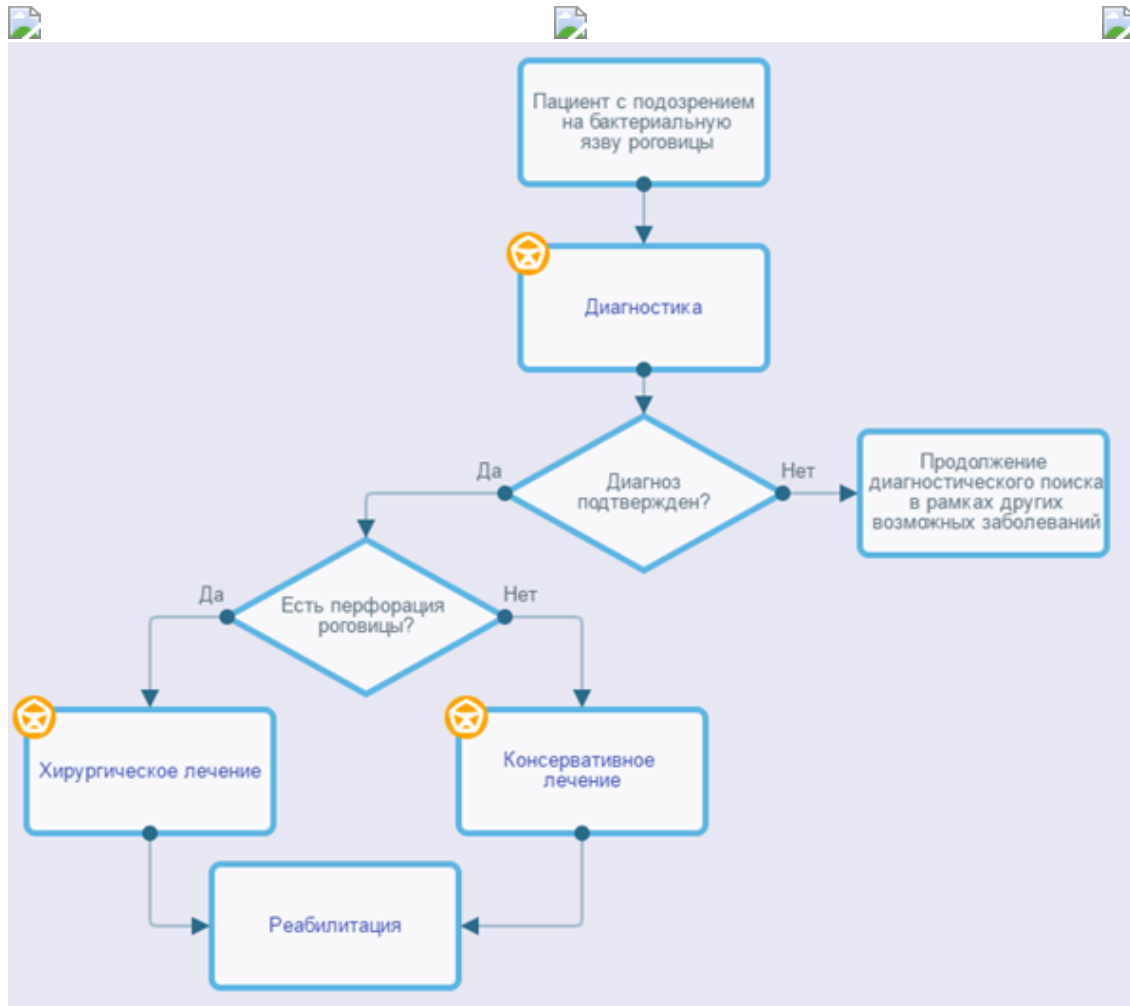 Пациент с подозрением
на бактериальную
язву роговицы
Диагностика
Да
Диагноз
подтвержден?
Нет
Продолжение
диагностического поиска
в рамках других
возможных заболеваний
Да
Есть перфорация
роговицы?
Нет
Хирургическое лечение
Консервативное
лечение
Реабилитация